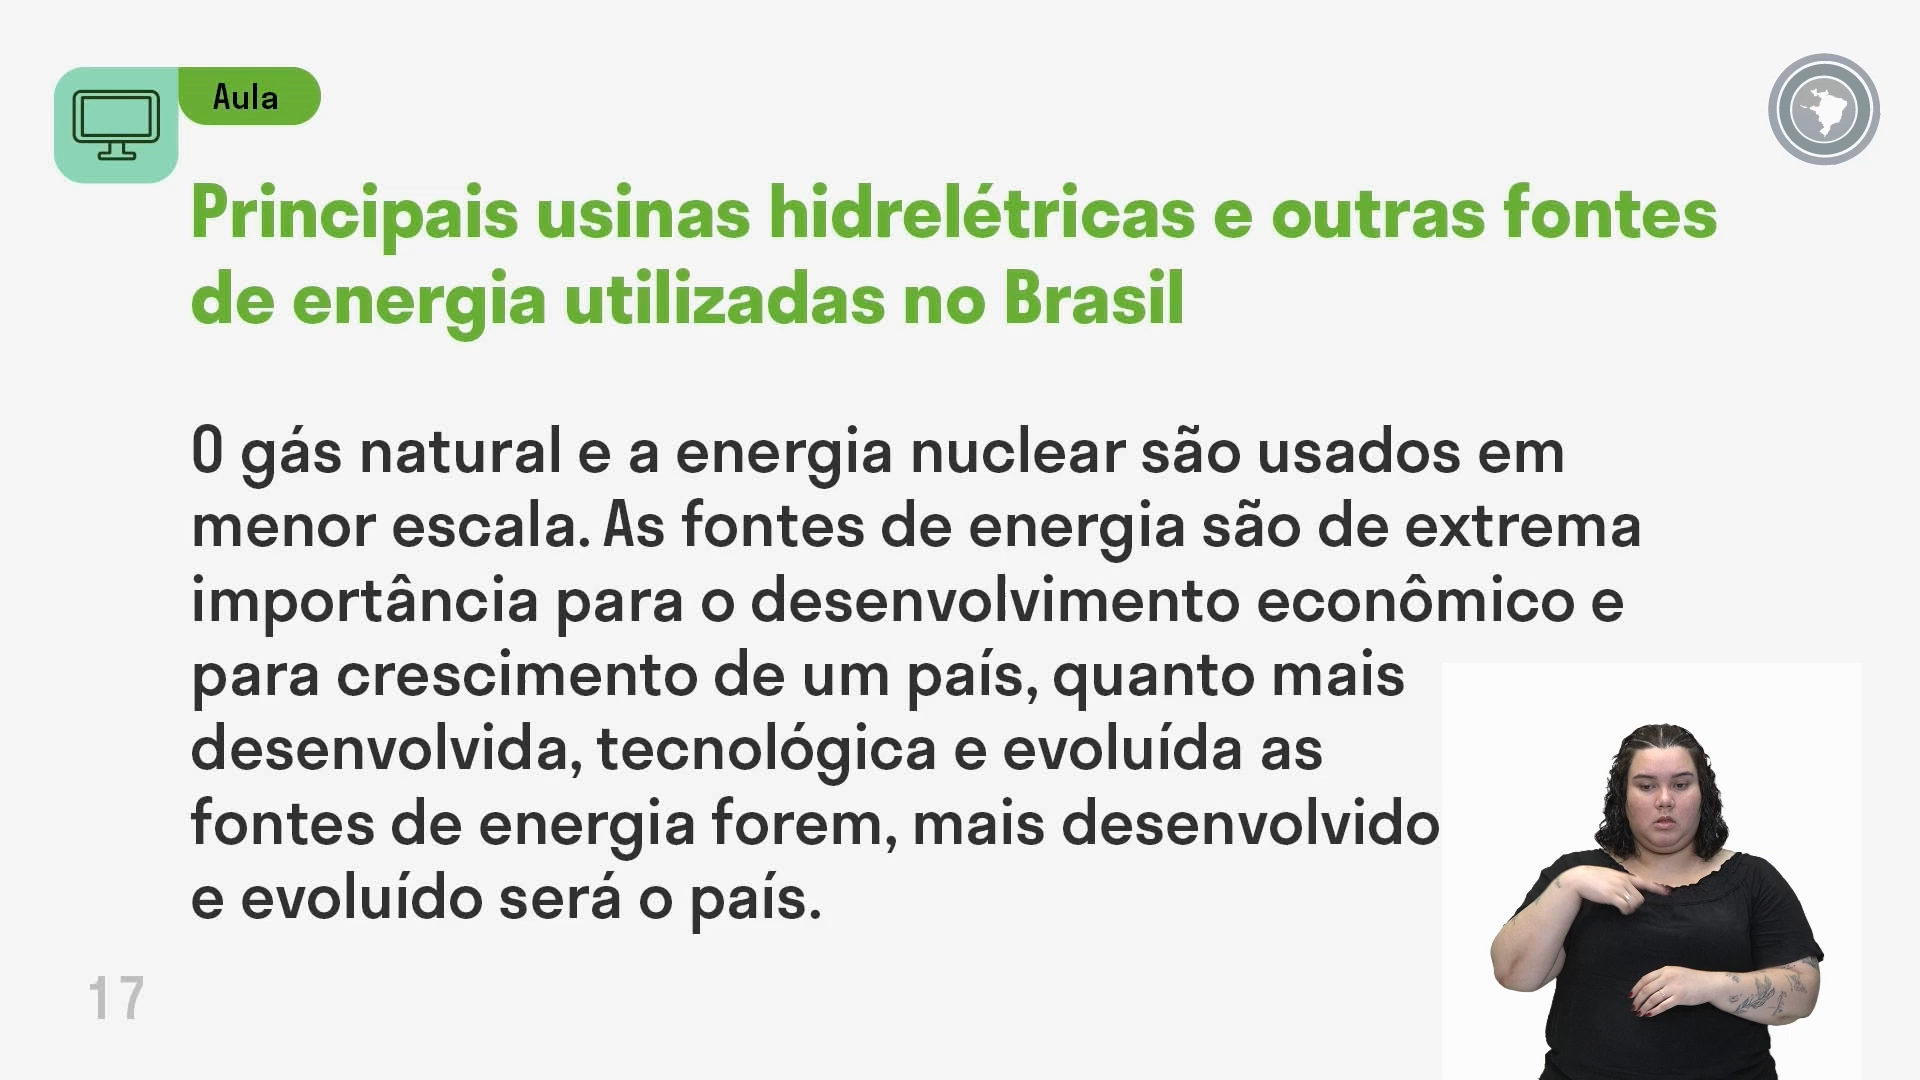 Aula
Principais usinas hidrelétricas e outras fontes
de energia utilizadas no Brasil
O gás natural e a energia nuclear são usados em
menor escala. As fontes de energia são de extrema
importância para o desenvolvimento econômico e
para crescimento de um país, quanto mais
desenvolvida, tecnológica e evoluída as
fontes de energia forem, mais desenvolvido
e evoluído será o país.
17